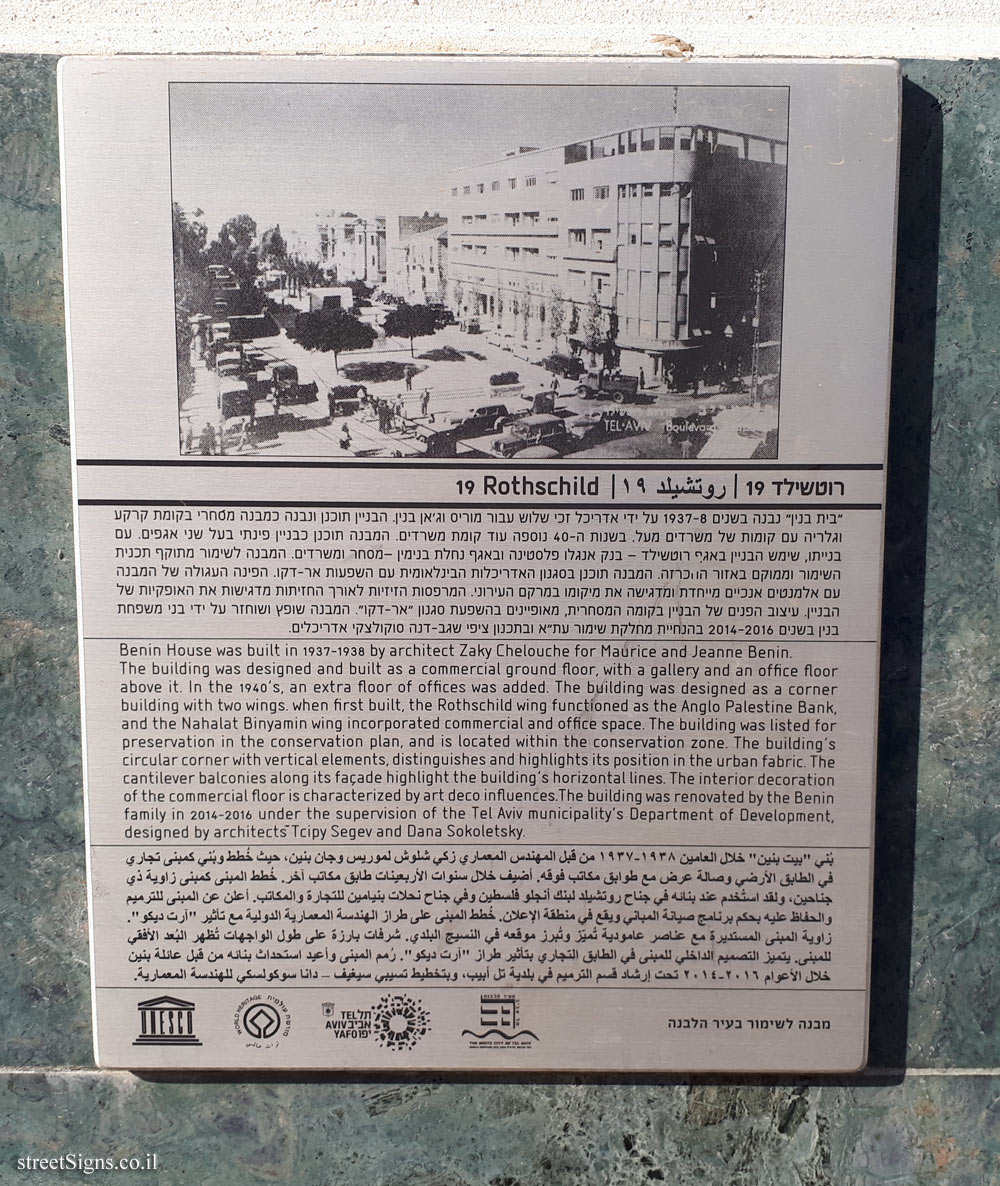 TEL-AVIV Boulevard
רוטשילד 19 | روتشيلد ١٩ | 19 Rothschild
"בית בנין" נבנה בשנים 1937-8 על ידי אדריכל זכי שלוש עבור מוריס וג'אן בנין. הבניין תוכנן ונבנה כמבנה מסחרי בקומת קרקע
וגלריה עם קומות של משרדים מעל. בשנות ה-40 נוספה עוד קומת משרדים. המבנה תוכנן כבניין פינתי בעל שני אגפים. עם
בנייתו, שימש הבניין באגף רוטשילד – בנק אנגלו פלסטינה ובאגף נחלת בנימין –מסחר ומשרדים. המבנה לשימור מתוקף תכנית
השימור וממוקם באזור ההכרזה. המבנה תוכנן בסגנון האדריכלות הבינלאומית עם השפעות אר-דקו. הפינה העגולה של המבנה
עם אלמנטים אנכיים מייחדת ומדגישה את מיקומו במרקם העירוני. המרפסות הזיזיות לאורך החזיתות מדגישות את האופקיות של
הבניין. עיצוב הפנים של הבניין בקומה המסחרית, מאופיינים בהשפעת סגנון "אר-דקו". המבנה שופץ ושוחזר על ידי בני משפחת
בנין בשנים 2014-2016 בהנחיית מחלקת שימור עת"א ובתכנון ציפי שגב-דנה סוקולצקי אדריכלים.
Benin House was built in 1937-1938 by architect Zaky Chelouche for Maurice and Jeanne Benin.
The building was designed and built as a commercial ground floor, with a gallery and an office floor
above it. In the 1940's, an extra floor of offices was added. The building was designed as a corner
building with two wings. when first built, the Rothschild wing functioned as the Anglo Palestine Bank,
and the Nahalat Binyamin wing incorporated commercial and office space. The building was listed for
preservation in the conservation plan, and is located within the conservation zone. The building's
circular corner with vertical elements, distinguishes and highlights its position in the urban fabric. The
cantilever balconies along its façade highlight the building's horizontal lines. The interior decoration
of the commercial floor is characterized by art deco influences.The building was renovated by the Benin
family in 2014-2016 under the supervision of the Tel Aviv municipality's Department of Development,
designed by architects Tcipy Segev and Dana Sokoletsky.
بُني "بيت بنين" خلال العامين ١٩٣٨-١٩٣٧ من قبل المهندس المعماري زكي شلوش لموريس وجان بنين، حيث خُطط وبُني كمبنى تجاري
في الطابق الأرضي وصالة عرض مع طوابق مكاتب فوقه. أضيف خلال سنوات الأربعينات طابق مكاتب آخر. خُطط المبنى كمبنى زاوية ذي
جناحين، ولقد استُخدم عند بنائه في جناح روتشيلد لبنك أنجلو فلسطين وفي جناح نحلات بنيامين للتجارة والمكاتب. أعلن عن المبنى للترميم
والحفاظ عليه بحكم برنامج صيانة المباني ويقع في منطقة الإعلان. خُطط المبنى على طراز الهندسة المعمارية الدولية مع تأثير "آرت ديكو".
زاوية المبنى المستديرة مع عناصر عامودية تُميّز وتُبرز موقعه في النسيج البلدي. شرفات بارزة على طول الواجهات تُظهر البُعد الأفقي
للمبنى. يتميز التصميم الداخلي للمبنى في الطابق التجاري بتأثير طراز "آرت ديكو". رُمم المبنى وأعيد استحداث بنائه من قبل عائلة بنين
خلال الأعوام ٢٠١٦-٢٠١٤ تحت إرشاد قسم الترميم في بلدية تل أبيب، وبتخطيط تسيبي سيغيف – دانا سوكولسكي للهندسة المعمارية.
UNESCO
WORLD HERITAGE מורשת עולמית
TEL AVIV YAFO
תל אביב יפו
THE WHITE CITY OF TEL AVIV
מבנה לשימור בעיר הלבנה
streetSigns.co.il